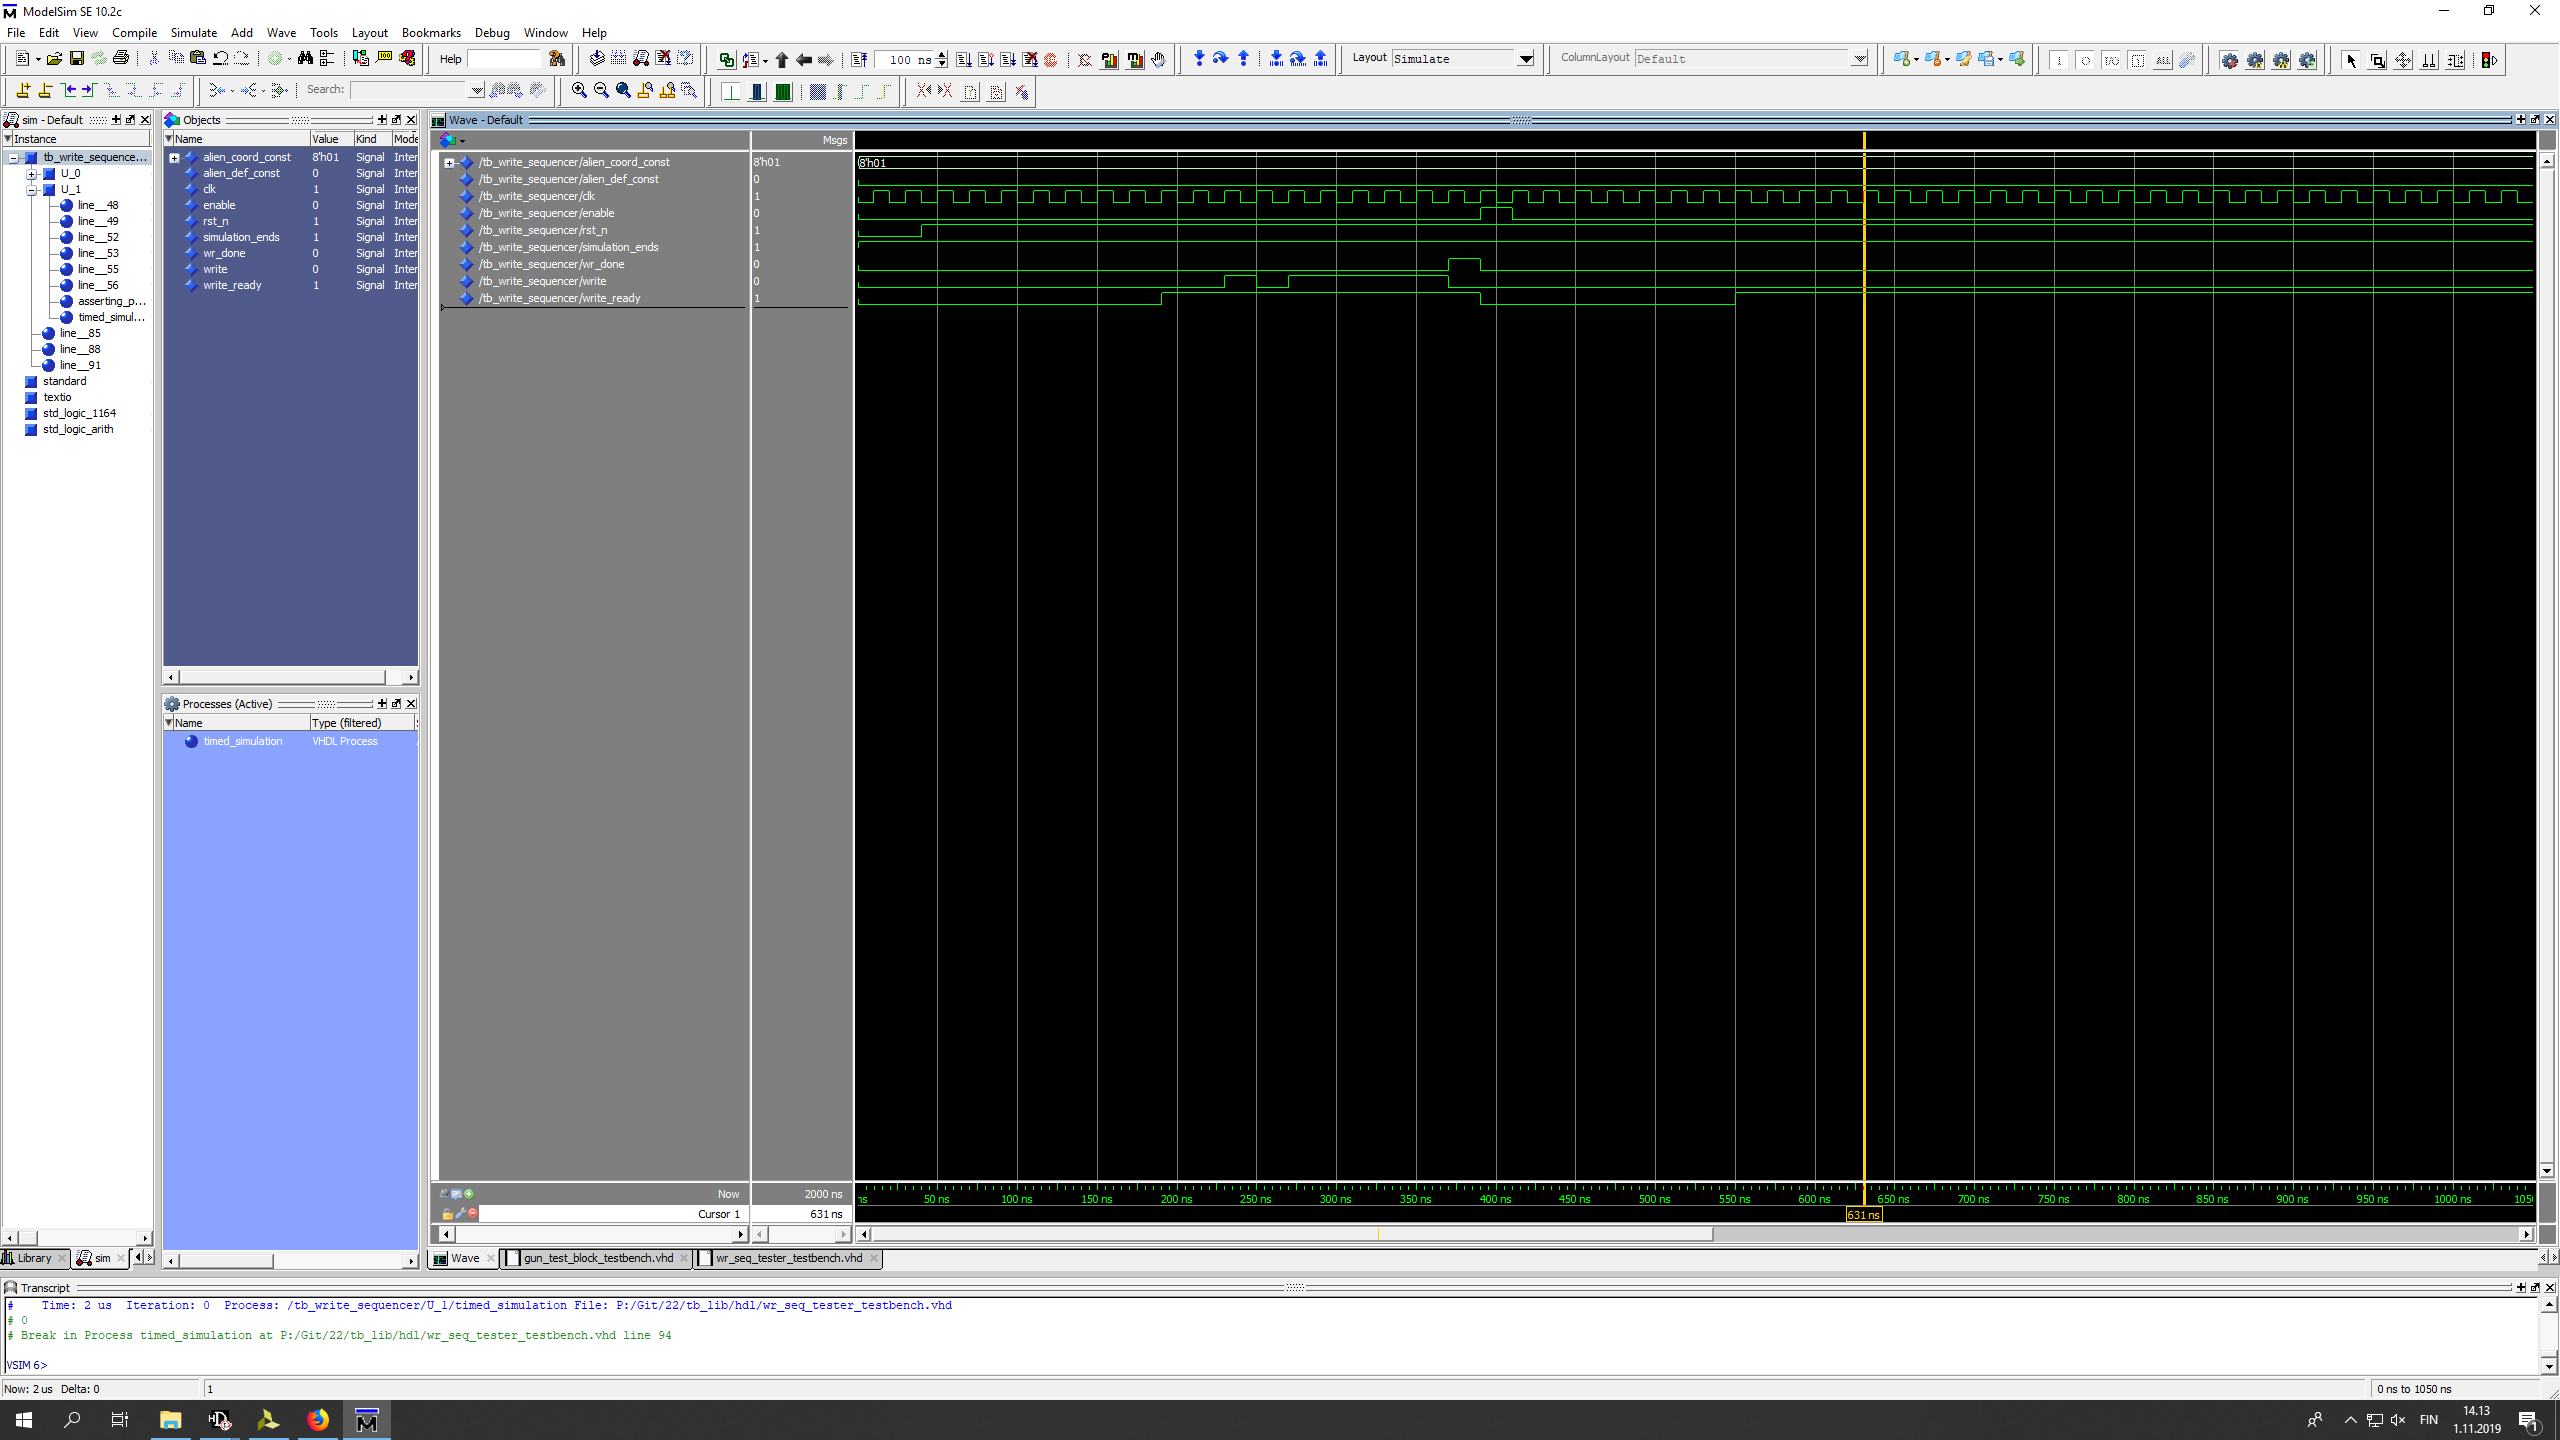 ModelSim SE 10.2c
File Edit View Compile Simulate Add Wave Tools Layout Bookmarks Debug Window Help
Help
100 ns
Layout Simulate
ColumnLayout Default
Search:
sim - Default
Instance
tb_write_sequence...
U_0
U_1
line__48
line__49
line__52
line__53
line__55
line__56
asserting_p...
timed_simul...
line__85
line__88
line__91
standard
textio
std_logic_1164
std_logic_arith
Library
sim
Objects
Name Value Kind Mode
alien_coord_const 8'h01 Signal Inter
alien_def_const 0 Signal Inter
clk 1 Signal Inter
enable 0 Signal Inter
rst_n 1 Signal Inter
simulation_ends 1 Signal Inter
wr_done 0 Signal Inter
write 0 Signal Inter
write_ready 1 Signal Inter
Processes (Active)
Name Type (filtered)
timed_simulation VHDL Process
Wave - Default
Msgs
/tb_write_sequencer/alien_coord_const 8'h01 8'h01
/tb_write_sequencer/alien_def_const 0
/tb_write_sequencer/clk 1
/tb_write_sequencer/enable 0
/tb_write_sequencer/rst_n 1
/tb_write_sequencer/simulation_ends 1
/tb_write_sequencer/wr_done 0
/tb_write_sequencer/write 0
/tb_write_sequencer/write_ready 1
Now 2000 ns
ns 50 ns 100 ns 150 ns 200 ns 250 ns 300 ns 350 ns 400 ns 450 ns 500 ns 550 ns 600 ns 650 ns 700 ns 750 ns 800 ns 850 ns 900 ns 950 ns 1000 ns 1050
Cursor 1 631 ns
631 ns
Wave
gun_test_block_testbench.vhd
wr_seq_tester_testbench.vhd
Transcript
# Time: 2 us Iteration: 0 Process: /tb_write_sequencer/U_1/timed_simulation File: P:/Git/22/tb_lib/hdl/wr_seq_tester_testbench.vhd
# 0
# Break in Process timed_simulation at P:/Git/22/tb_lib/hdl/wr_seq_tester_testbench.vhd line 94
VSIM 6>
Now: 2 us Delta: 0
1
0 ns to 1050 ns
FIN
14.13
1.11.2019
1